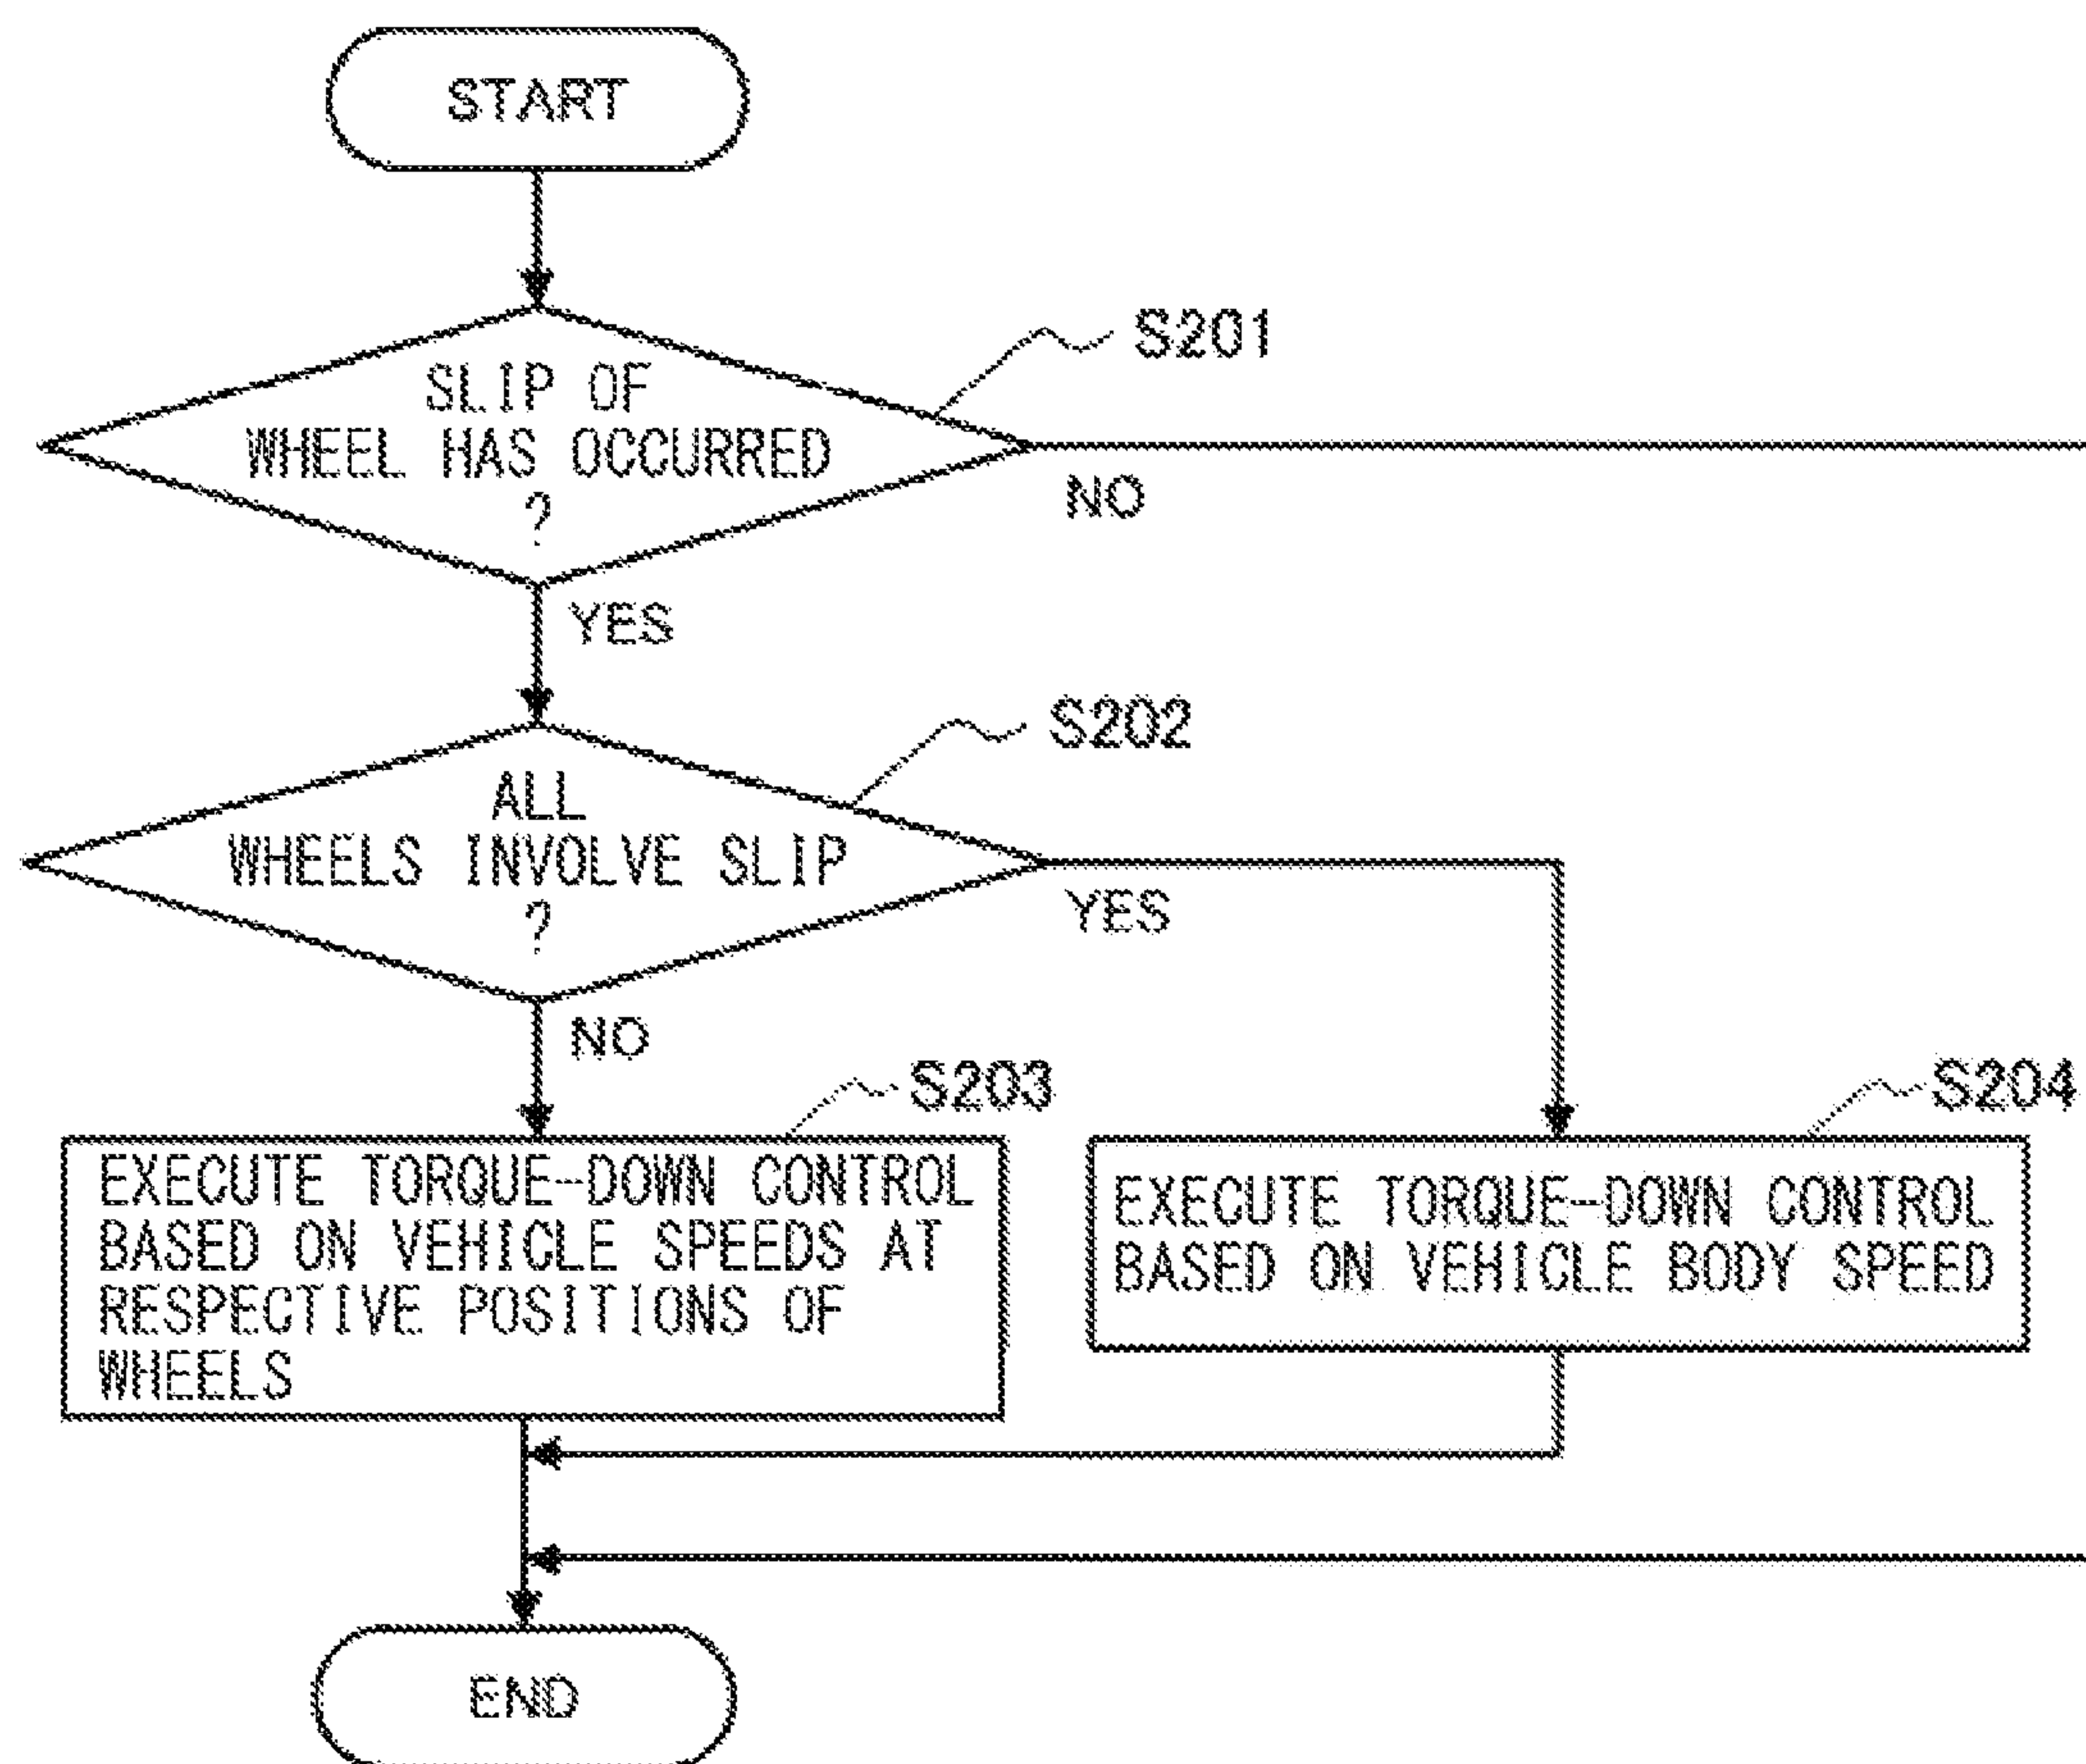 START
S201
SLIP OF
WHEEL HAS OCCURRED
?
NO
YES
S202
ALL
WHEELS INVOLVE SLIP
?
YES
NO
S203
EXECUTE TORQUE-DOWN CONTROL
BASED ON VEHICLE SPEEDS AT
RESPECTIVE POSITIONS OF
WHEELS
S204
EXECUTE TORQUE-DOWN CONTROL
BASED ON VEHICLE BODY SPEED
END